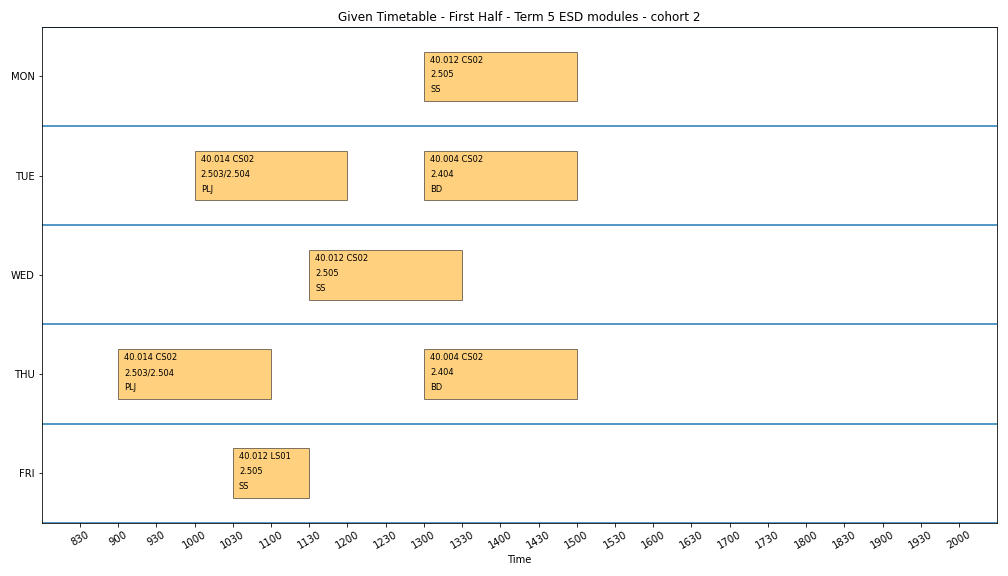 Given Timetable - First Half - Term 5 ESD modules - cohort 2
MON
40.012 CS02
2.505
SS
TUE
40.014 CS02
2.503/2.504
PLJ
40.004 CS02
2.404
BD
WED
40.012 CS02
2.505
SS
THU
40.014 CS02
2.503/2.504
PLJ
40.004 CS02
2.404
BD
FRI
40.012 LS01
2.505
SS
830 900 930 1000 1030 1100 1130 1200 1230 1300 1330 1400 1430 1500 1600 1630 1700 1730 1800 1830 1900 1930 2000
Time